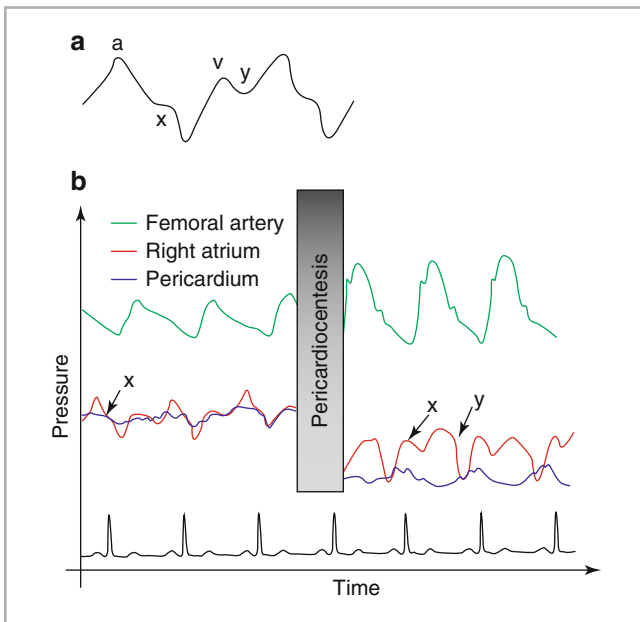 a
a
v
y
x
b
Femoral artery
Right atrium
Pericardium
Pericardiocentesis
Pressure
x
x
y
Time